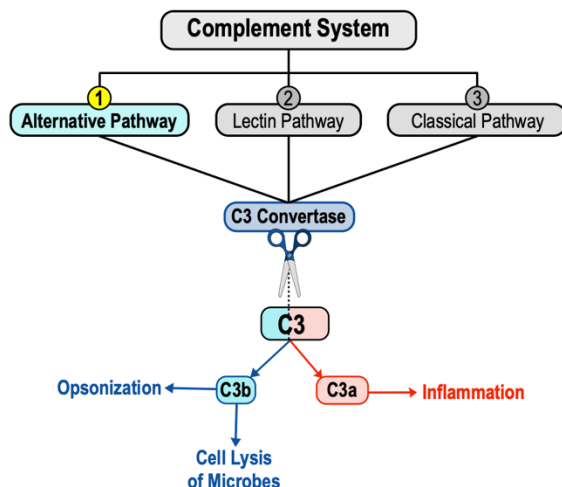 Complement System
1
2
3
Alternative Pathway
Lectin Pathway
Classical Pathway
C3 Convertase
C3
Opsonization
C3b
C3a
Inflammation
Cell Lysis
of Microbes